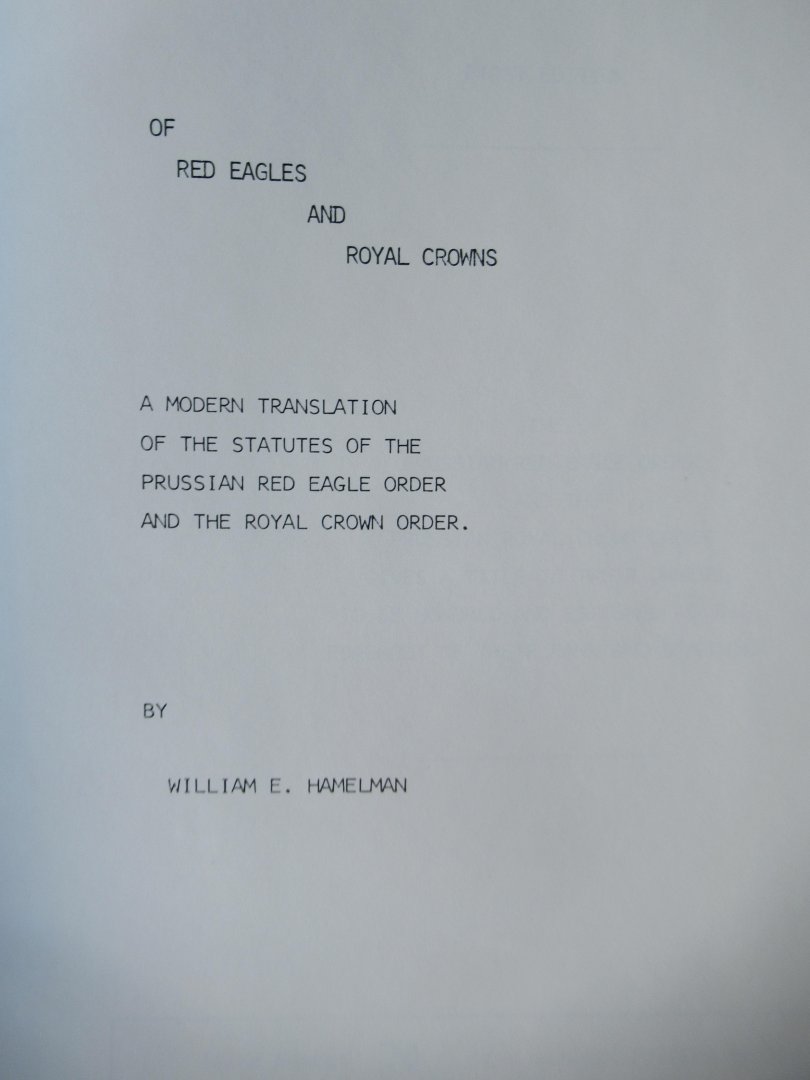 OF
RED EAGLES
AND
ROYAL CROWNS
A MODERN TRANSLATION
OF THE STATUTES OF THE
PRUSSIAN RED EAGLE ORDER
AND THE ROYAL CROWN ORDER.
BY
WILLIAM E. HAMELMAN